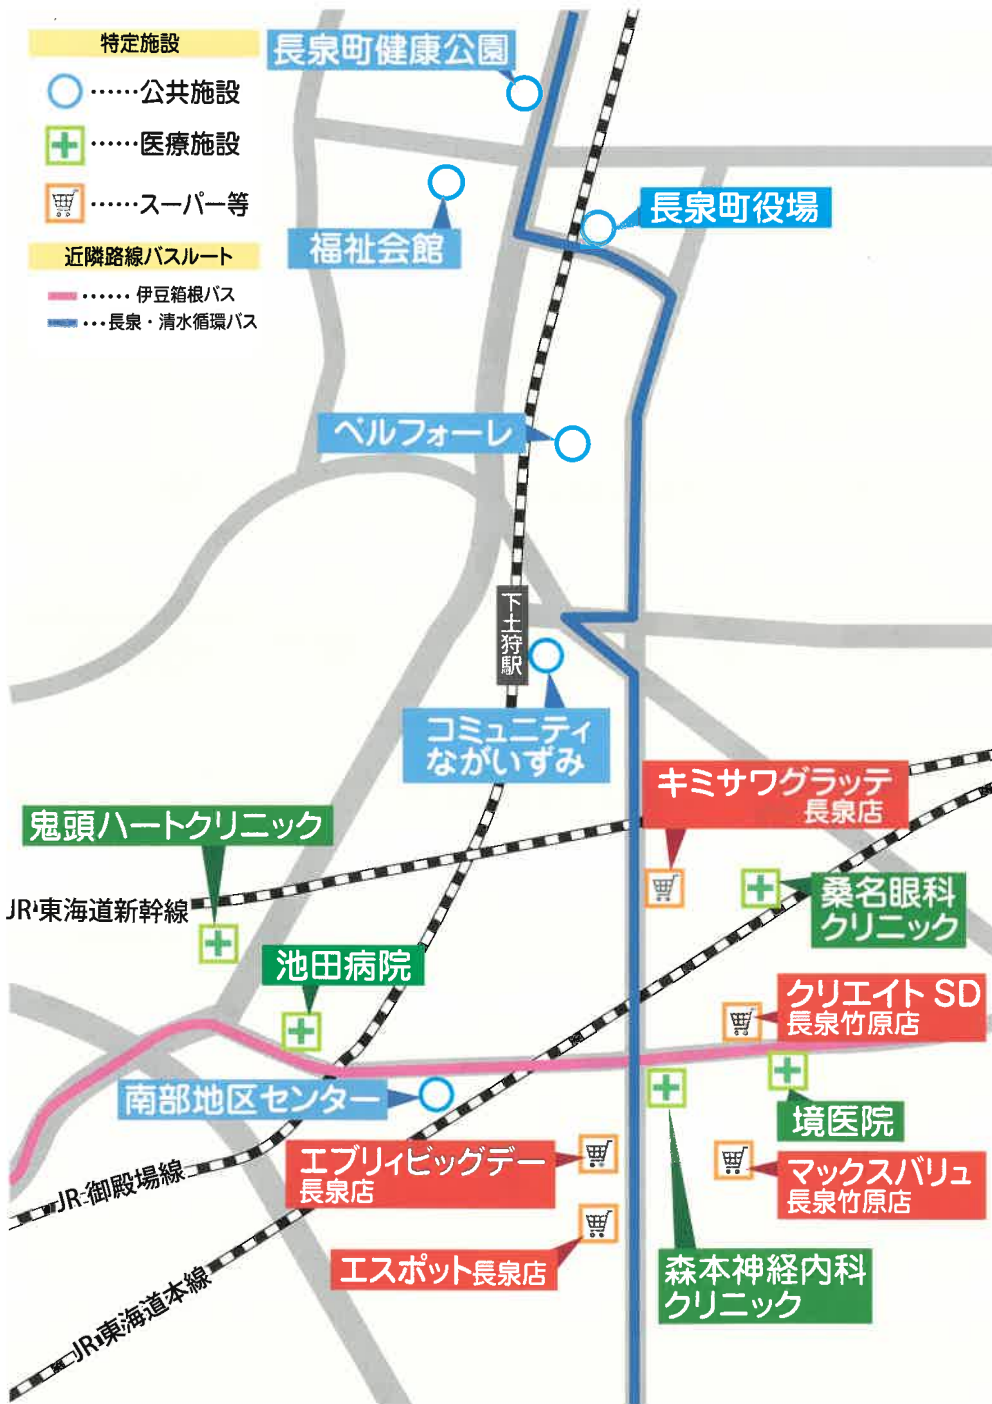 特定施設
……公共施設
……医療施設
……スーパー等
近隣路線バスルート
……伊豆箱根バス
…長泉・清水循環バス
長泉町健康公園
長泉町役場
福祉会館
ベルフォーレ
下土狩駅
コミュニティ
ながいずみ
キミサワグラッテ
長泉店
鬼頭ハートクリニック
JR東海道新幹線
桑名眼科
クリニック
池田病院
クリエイト SD
長泉竹原店
南部地区センター
境医院
エブリィビッグデー
長泉店
マックスバリュ
長泉竹原店
JR御殿場線
エスポット長泉店
森本神経内科
クリニック
JR東海道本線